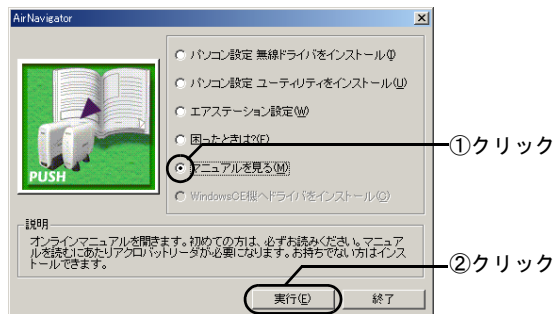 AirNavigator
パソコン設定 無線ドライバをインストール(I)
パソコン設定 ユーティリティをインストール(U)
エアステーション設定(W)
困ったときは?(F)
①クリック
マニュアルを見る(M)
PUSH
WindowsCE機へドライバをインストール(C)
説明
オンラインマニュアルを開きます。初めての方は、必ずお読みください。マニュア
ルを読むにあたりアクロバットリーダが必要になります。お持ちでない方はインス
トールできます。
②クリック
実行(E)
終了